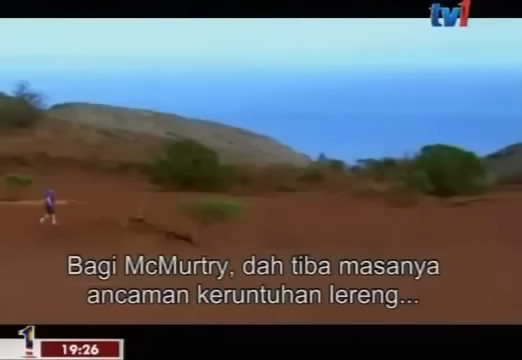 tv1
Bagi McMurtry, dah tiba masanya
ancaman keruntuhan lereng...
1
19:26